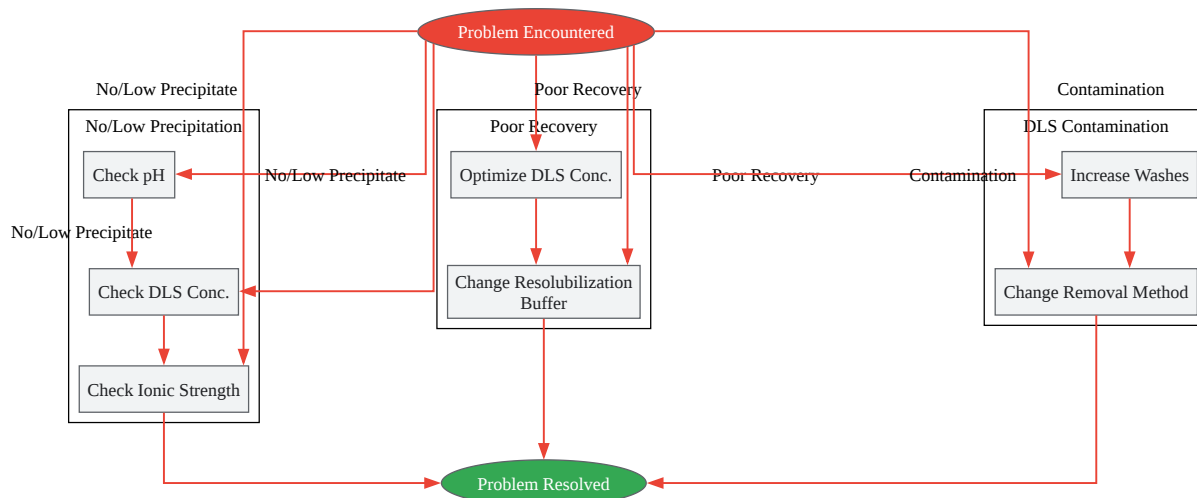 Problem Encountered
No/Low Precipitate
Poor Recovery
Contamination
No/Low Precipitation
Poor Recovery
DLS Contamination
Check pH
No/Low Precipitate
Optimize DLS Conc.
Poor Recovery
Contamination
Increase Washes
No/Low Precipitate
Check DLS Conc.
Change Resolubilization
Buffer
Change Removal Method
Check Ionic Strength
Problem Resolved